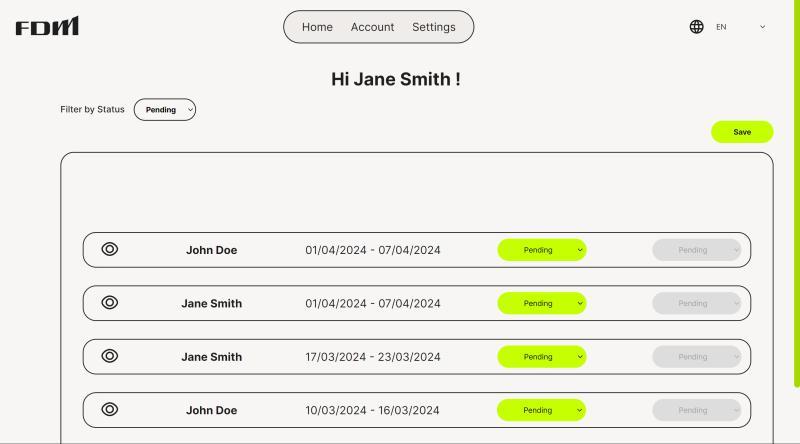 FDM
Home Account Settings
EN
Hi Jane Smith !
Filter by Status Pending
Save
John Doe 01/04/2024 - 07/04/2024 Pending Pending
Jane Smith 01/04/2024 - 07/04/2024 Pending Pending
Jane Smith 17/03/2024 - 23/03/2024 Pending Pending
John Doe 10/03/2024 - 16/03/2024 Pending Pending